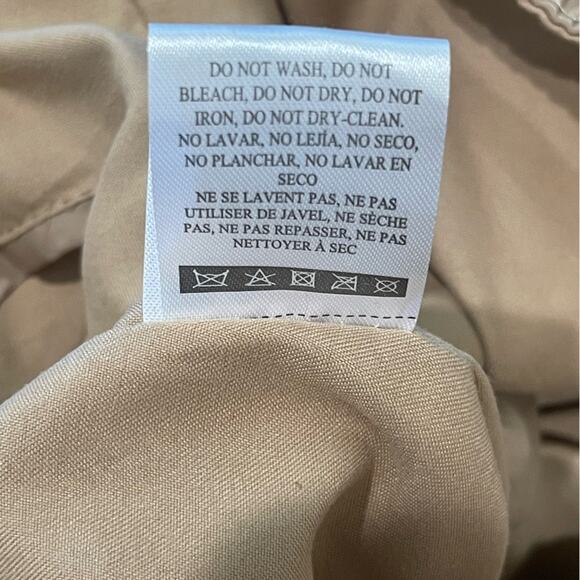 DO NOT WASH, DO NOT
BLEACH, DO NOT DRY, DO NOT
IRON, DO NOT DRY-CLEAN.
NO LAVAR, NO LEJÍA, NO SECO,
NO PLANCHAR, NO LAVAR EN
SECO
NE SE LAVENT PAS, NE PAS
UTILISER DE JAVEL, NE SÈCHE
PAS, NE PAS REPASSER, NE PAS
NETTOYER À SEC